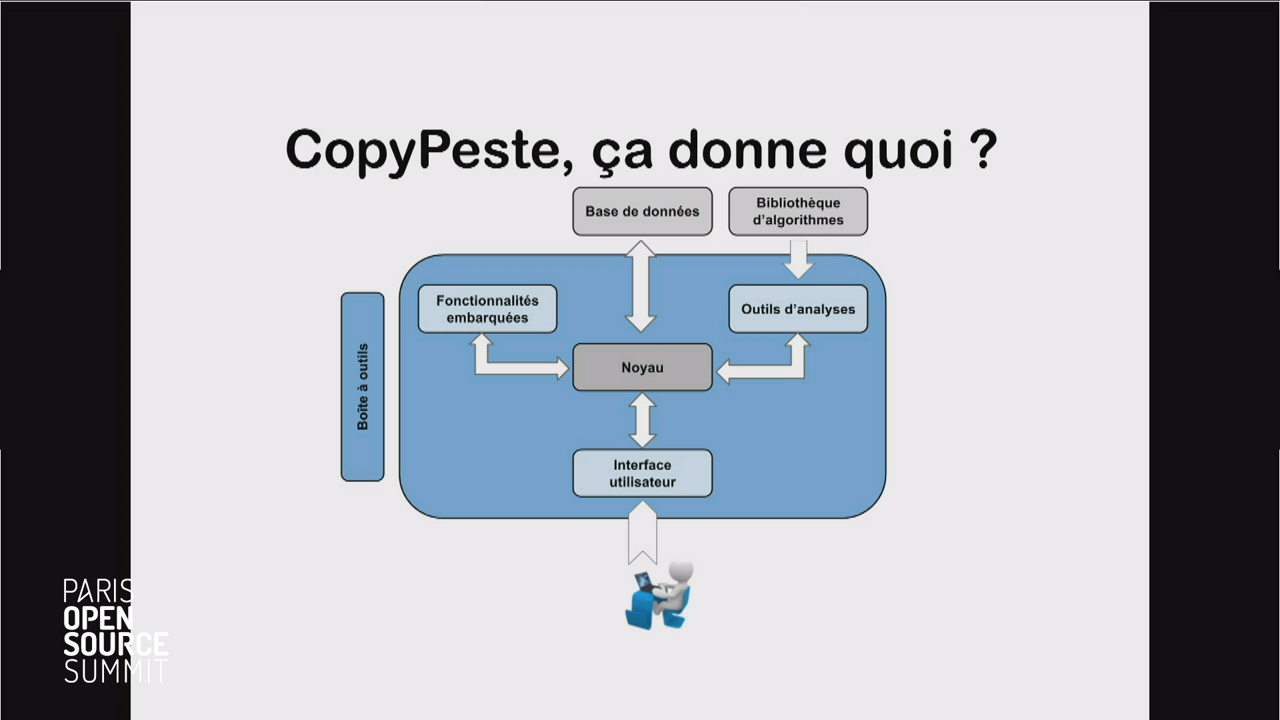 CopyPeste, ça donne quoi ?
Base de données
Bibliothèque
d'algorithmes
Fonctionnalités
embarquées
Outils d'analyses
Boîte à outils
Noyau
Interface
utilisateur
PARIS
OPEN
SOURCE
SUMMIT